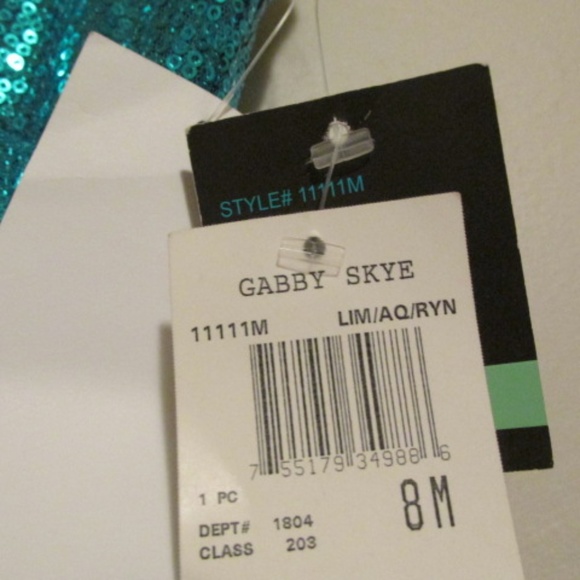 STYLE# 11111M
GABBY SKYE
11111M LIM/AQ/RYN
7 55179 34988 6
1 PC 8M
DEPT# 1804
CLASS 203